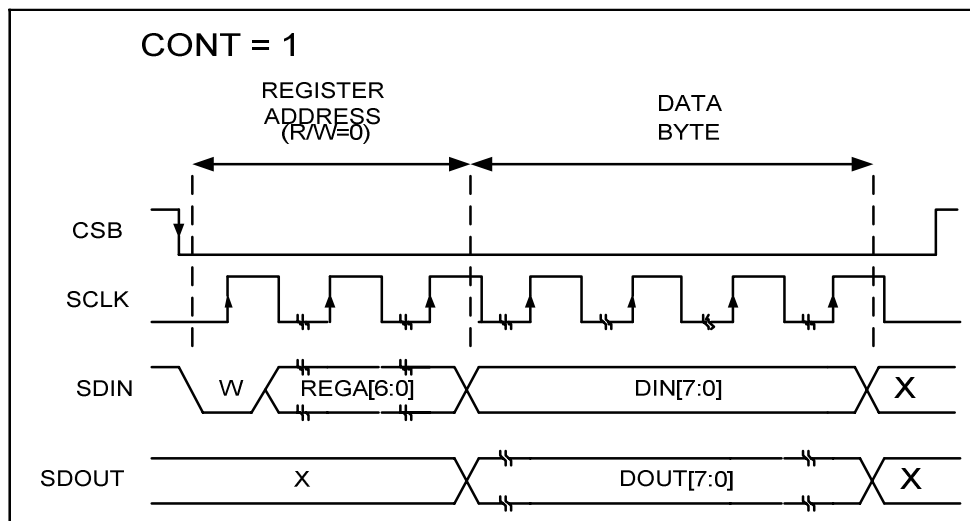 CONT = 1
REGISTER
ADDRESS
(R/W=0)
DATA
BYTE
CSB
SCLK
SDIN
W
REGA[6:0]
DIN[7:0]
X
SDOUT
X
DOUT[7:0]
X